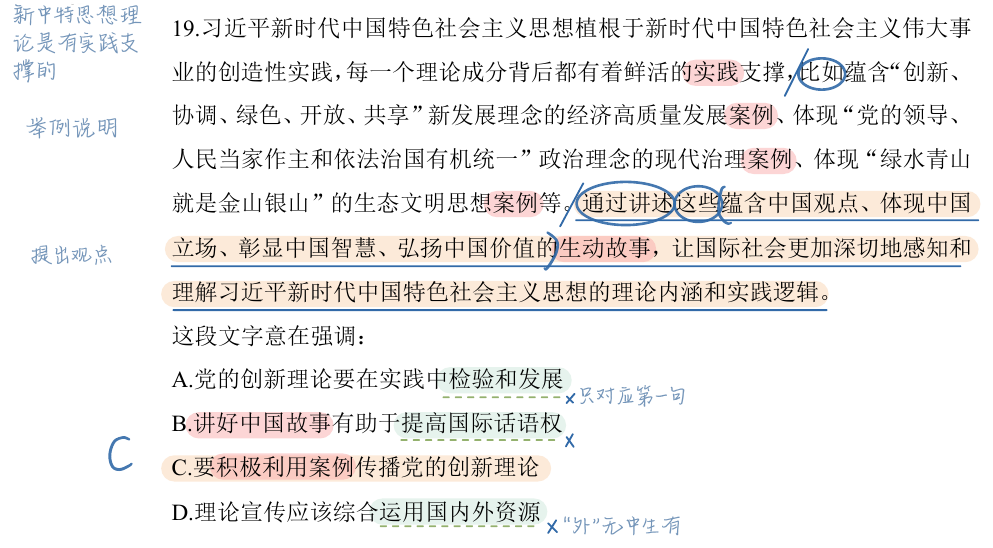 新中特思想理
论是有实践支
撑的
19.习近平新时代中国特色社会主义思想植根于新时代中国特色社会主义伟大事
业的创造性实践，每一个理论成分背后都有着鲜活的实践支撑，比如蕴含“创新、
举例说明
协调、绿色、开放、共享”新发展理念的经济高质量发展案例、体现“党的领导、
人民当家作主和依法治国有机统一”政治理念的现代治理案例、体现“绿水青山
就是金山银山”的生态文明思想案例等。通过讲述这些蕴含中国观点、体现中国
提出观点
立场、彰显中国智慧、弘扬中国价值的生动故事，让国际社会更加深切地感知和
理解习近平新时代中国特色社会主义思想的理论内涵和实践逻辑。
这段文字意在强调：
A.党的创新理论要在实践中检验和发展
×只对应第一句
B.讲好中国故事有助于提高国际话语权
×
C
C.要积极利用案例传播党的创新理论
D.理论宣传应该综合运用国内外资源
×“外”无中生有